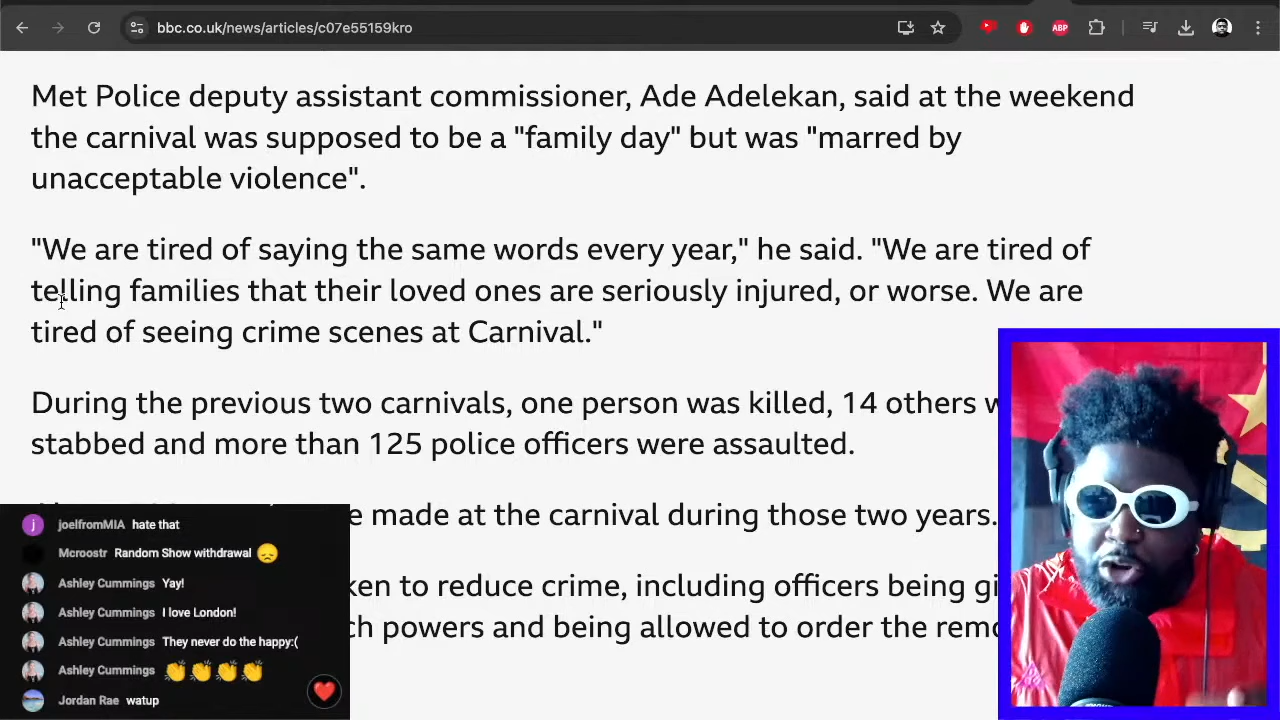 bbc.co.uk/news/articles/c07e55159kro
ABP
Met Police deputy assistant commissioner, Ade Adelekan, said at the weekend
the carnival was supposed to be a "family day" but was "marred by
unacceptable violence".
"We are tired of saying the same words every year," he said. "We are tired of
telling families that their loved ones are seriously injured, or worse. We are
tired of seeing crime scenes at Carnival."
During the previous two carnivals, one person was killed, 14 others
stabbed and more than 125 police officers were assaulted.
made at the carnival during those two years.
to reduce crime, including officers being
powers and being allowed to order the
j joelfromMIA hate that
Mcroostr Random Show withdrawal 😞
Ashley Cummings Yay!
Ashley Cummings I love London!
Ashley Cummings They never do the happy:(
Ashley Cummings 👏👏👏👏
Jordan Rae watup